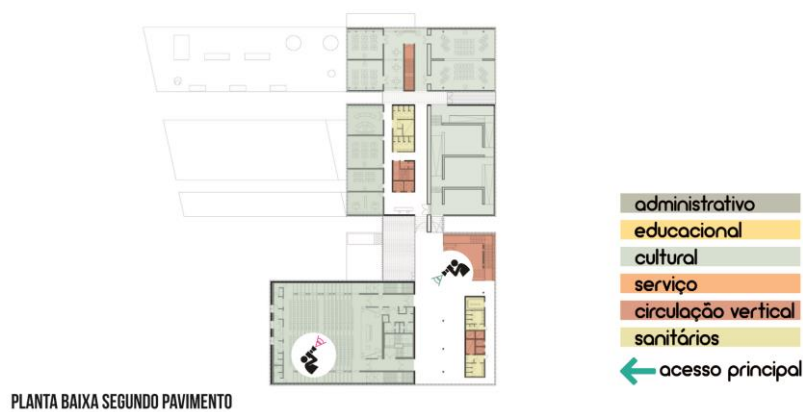 administrativo
educacional
cultural
serviço
circulação vertical
sanitários
acesso principal
PLANTA BAIXA SEGUNDO PAVIMENTO